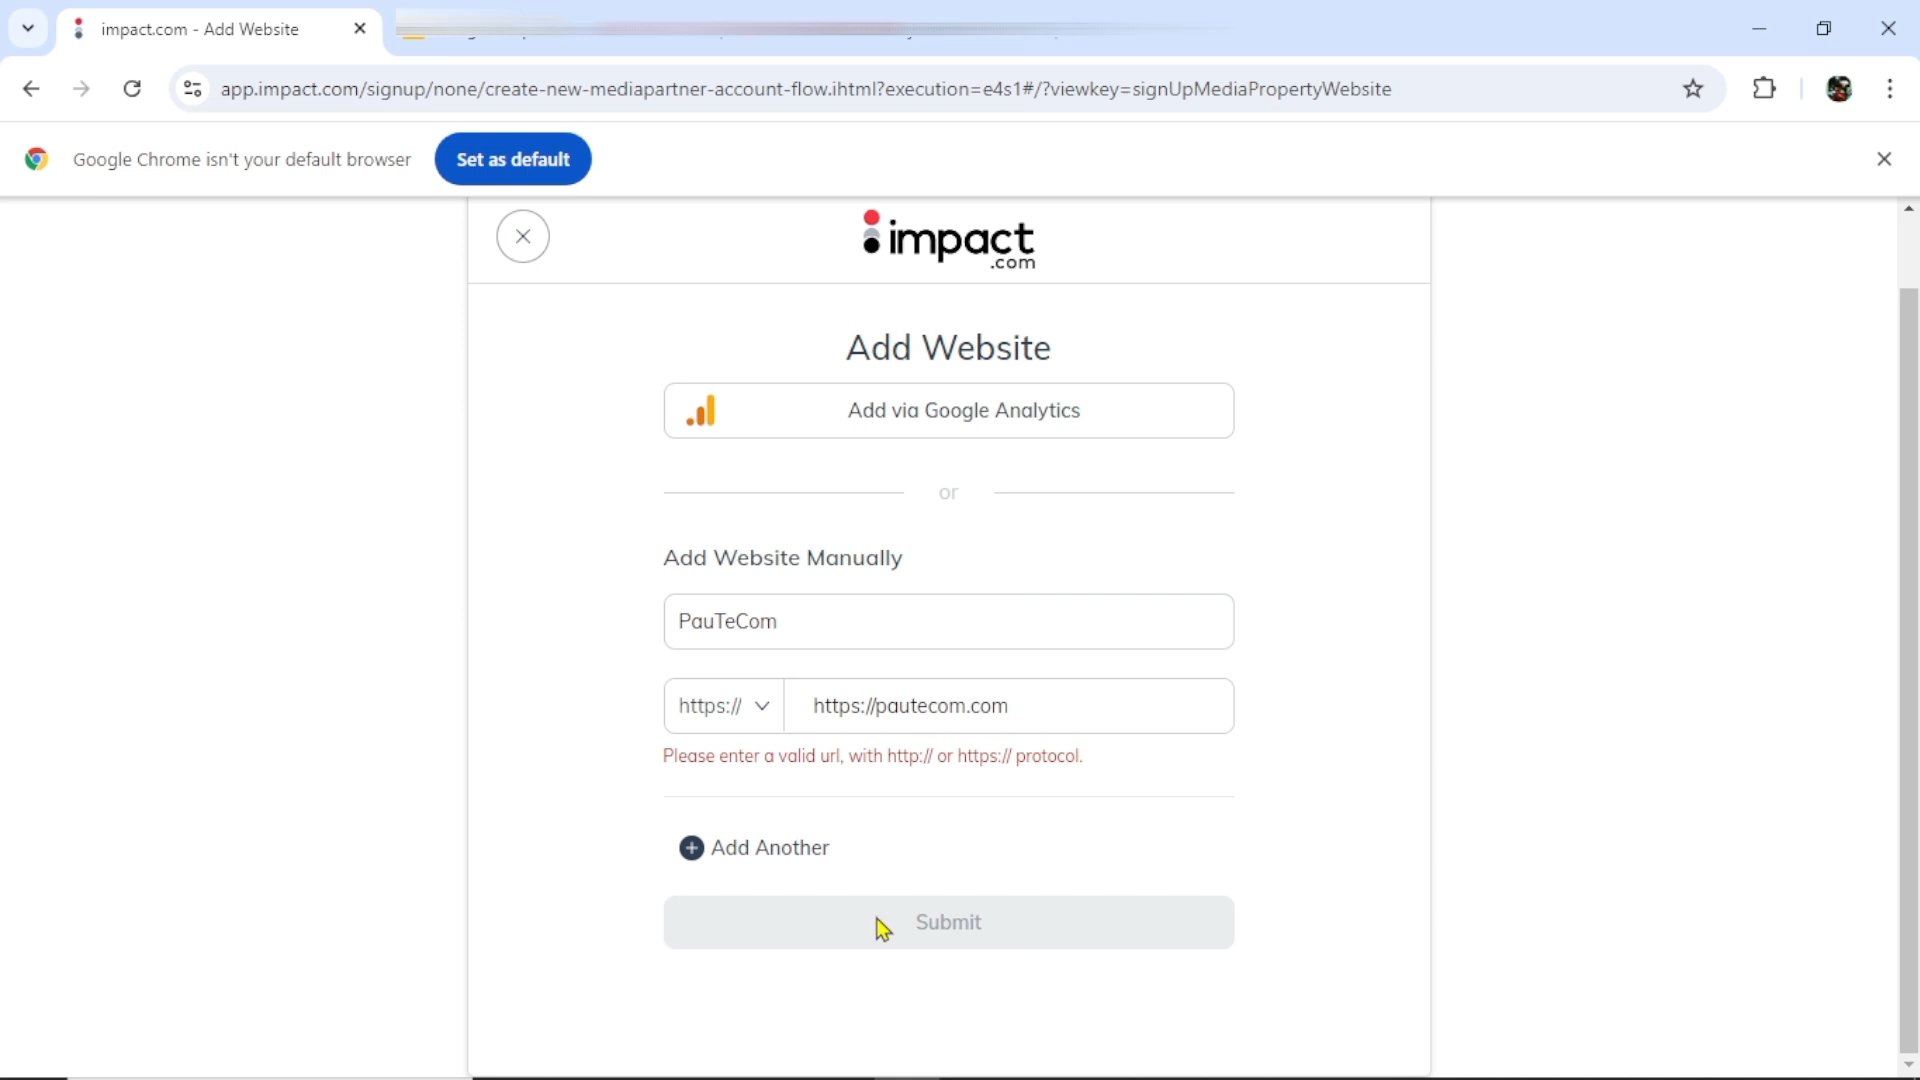 impact.com - Add Website
app.impact.com/signup/none/create-new-mediapartner-account-flow.ihtml?execution=e4s1#/?viewkey=signUpMediaPropertyWebsite
Google Chrome isn't your default browser
Set as default
impact
.com
Add Website
Add via Google Analytics
or
Add Website Manually
PauTeCom
https://
https://pautecom.com
Please enter a valid url, with http:// or https:// protocol.
Add Another
Submit